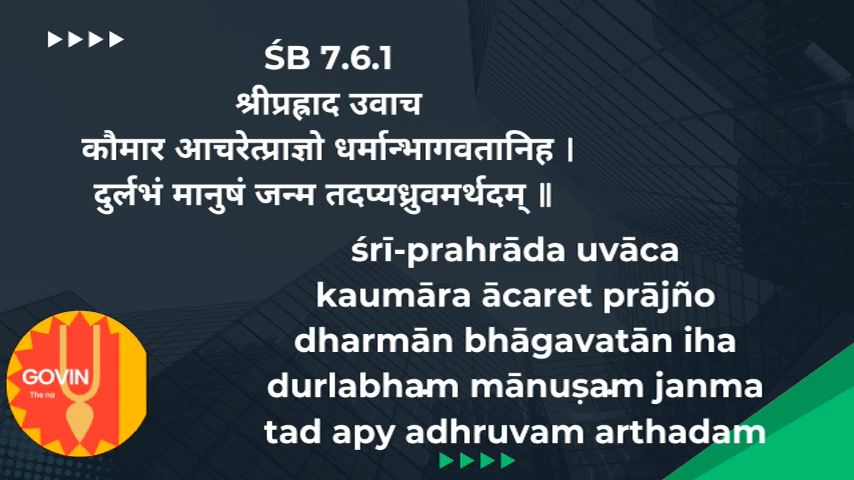 ŚB 7.6.1
श्रीप्रह्राद उवाच
कौमार आचरेत्प्राज्ञो धर्मान्भागवतानिह ।
दुर्लभं मानुषं जन्म तदप्यध्रुवमर्थदम् ॥
śrī-prahrāda uvāca
kaumāra ācaret prājño
dharmān bhāgavatān iha
durlabhaṁ mānuṣaṁ janma
tad apy adhruvam arthadam
GOVIN
The na